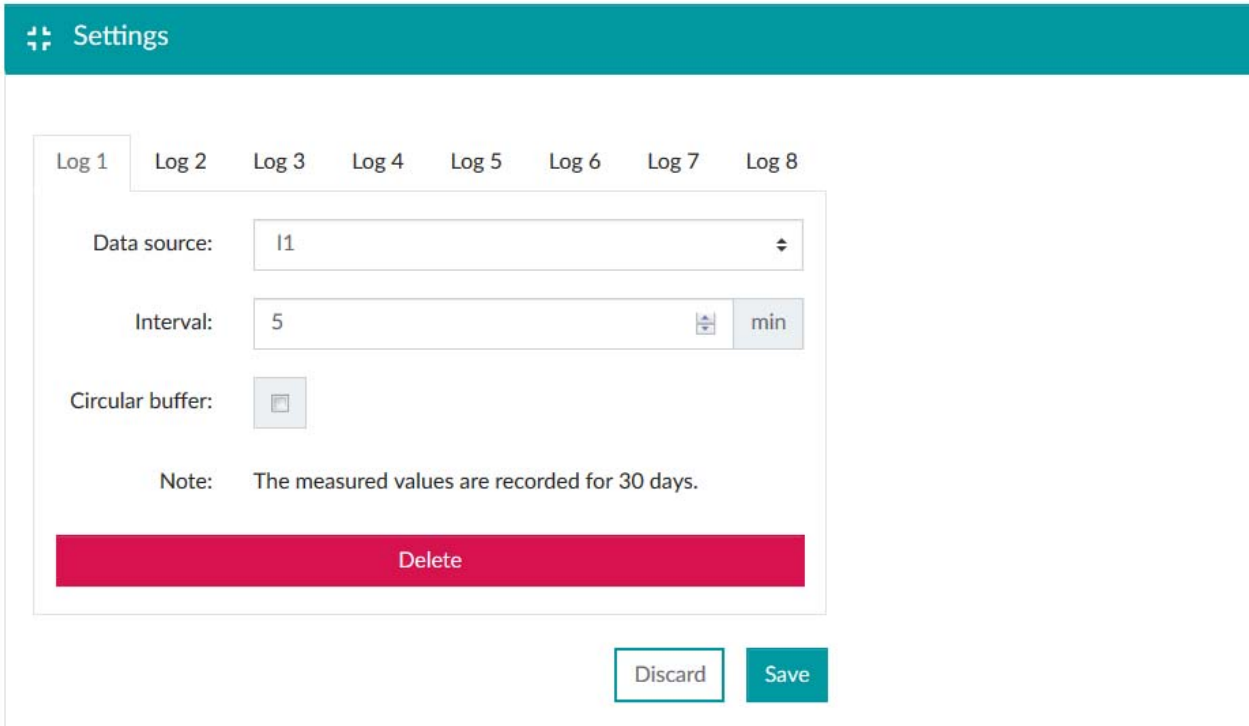 Settings
Log 1 Log 2 Log 3 Log 4 Log 5 Log 6 Log 7 Log 8
Data source: I1
Interval: 5 min
Circular buffer:
Note: The measured values are recorded for 30 days.
Delete
Discard Save